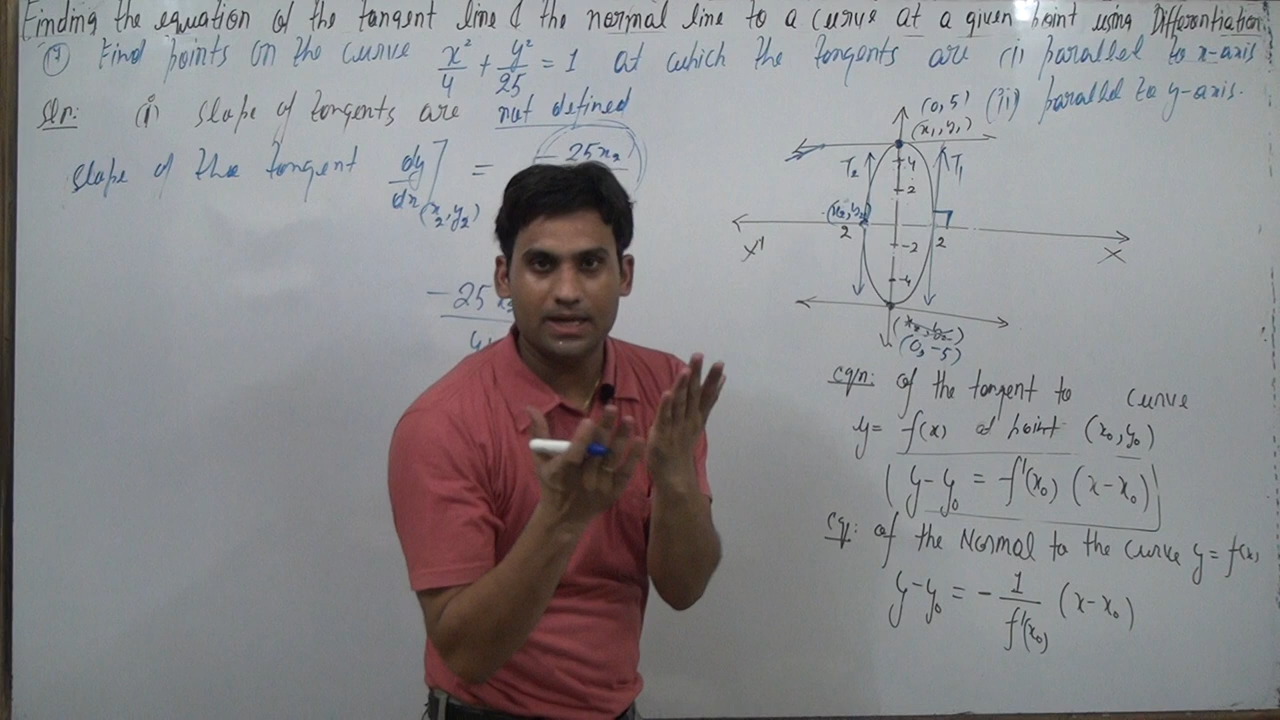 Finding the equation of the tangent line & the normal line to a curve at a given point using Differentiation.
Find points on the curve x²/4 + y²/25 = 1 at which the tangents are (i) parallel to x-axis
(ii) parallel to y-axis.
Sln: (i) slope of tangents are not defined
slope of the tangent dy/dx](x₂, y₂) = -25x₂
-25
4
(0, 5)
(x₁, y₁)
T₂
T₁
4
2
(x₂, y₂)
2
2
-2
-4
X'
X
(0, -5)
eqn: of the tangent to curve
y = f(x) at point (x₀, y₀)
y-y₀ = f'(x₀) (x-x₀)
eq: of the Normal to the curve y = f(x)
y-y₀ = - 1/f'(x₀) (x-x₀)